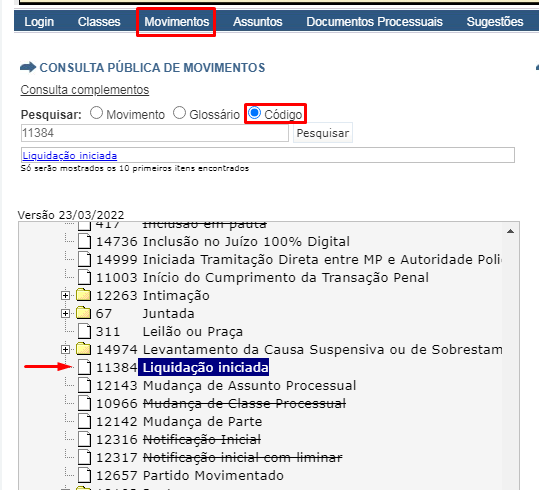 Login Classes Movimentos Assuntos Documentos Processuais Sugestões
CONSULTA PÚBLICA DE MOVIMENTOS
Consulta complementos
Pesquisar: Movimento Glossário Código
11384 Pesquisar
Liquidação iniciada
Só serão mostrados os 10 primeiros itens encontrados
Versão 23/03/2022
417 Inclusão em pauta
14736 Inclusão no Juízo 100% Digital
14999 Iniciada Tramitação Direta entre MP e Autoridade Poli
11003 Início do Cumprimento da Transação Penal
12263 Intimação
67 Juntada
311 Leilão ou Praça
14974 Levantamento da Causa Suspensiva ou de Sobrestam
11384 Liquidação iniciada
12143 Mudança de Assunto Processual
10966 Mudança de Classe Processual
12142 Mudança de Parte
12316 Notificação Inicial
12317 Notificação inicial com liminar
12657 Partido Movimentado